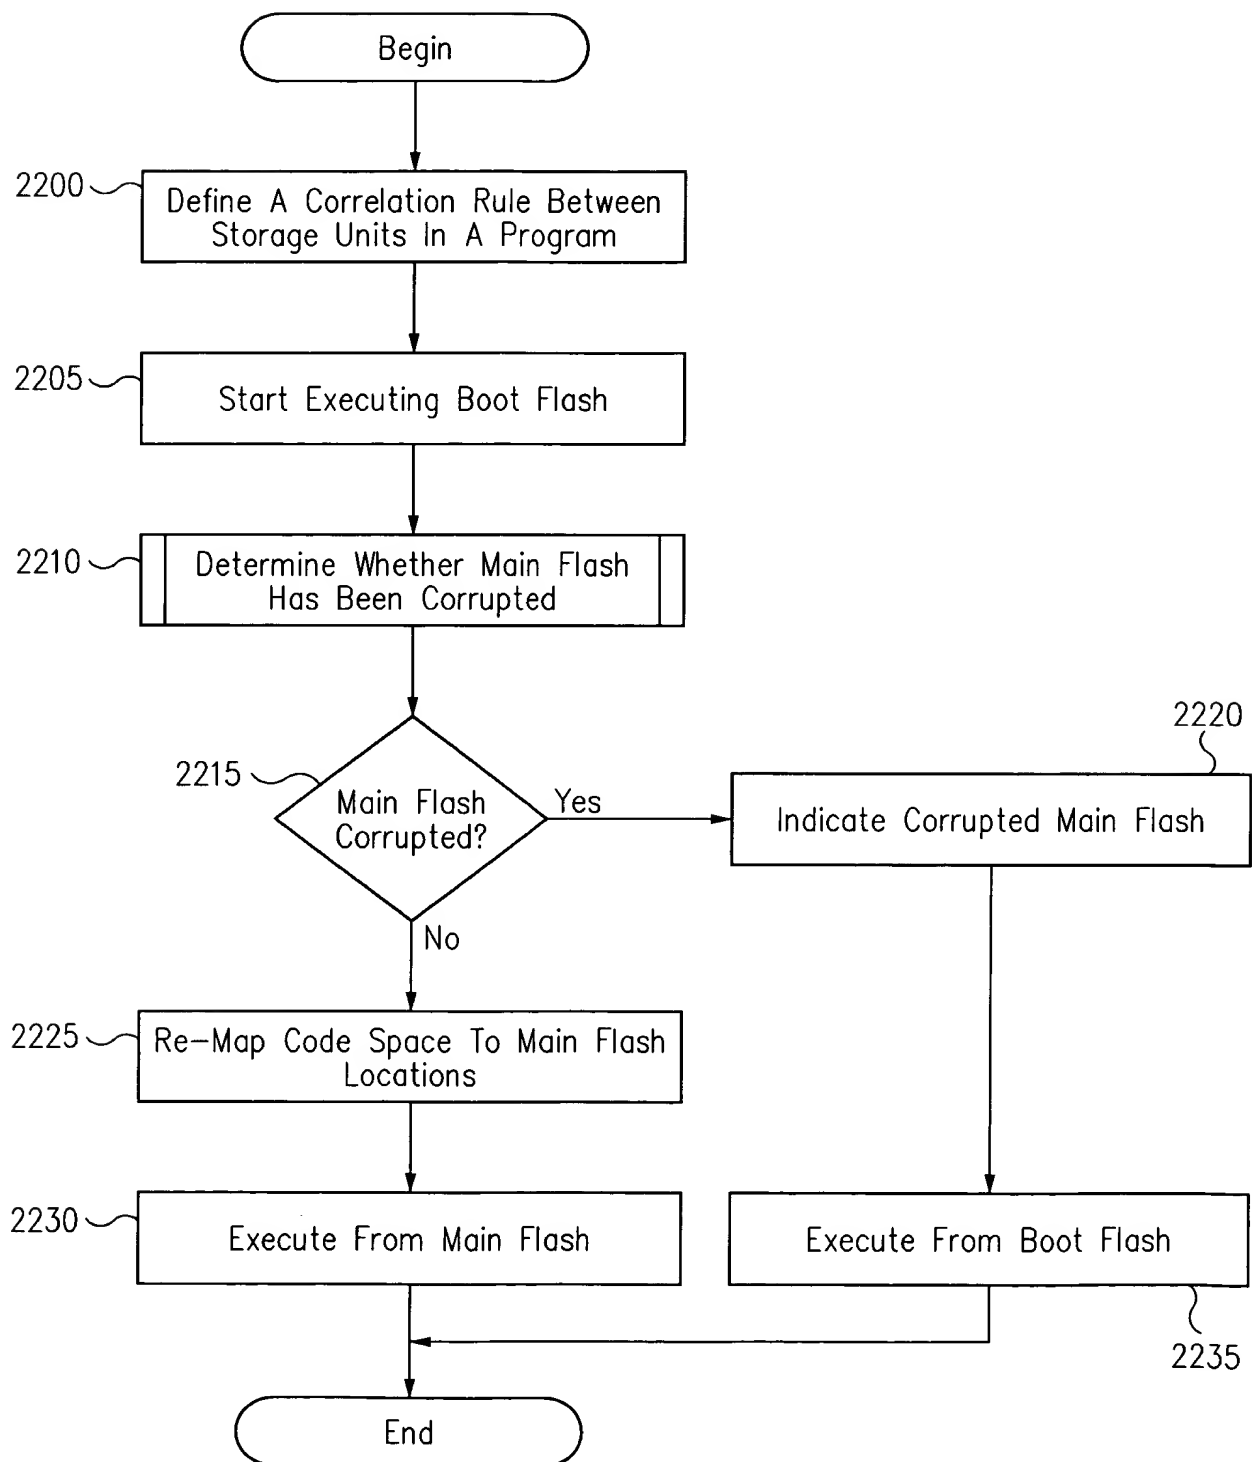 Begin
2200
Define A Correlation Rule Between
Storage Units In A Program
2205
Start Executing Boot Flash
2210
Determine Whether Main Flash
Has Been Corrupted
2215
Main Flash
Corrupted?
Yes
No
2220
Indicate Corrupted Main Flash
2225
Re-Map Code Space To Main Flash
Locations
2230
Execute From Main Flash
Execute From Boot Flash
2235
End